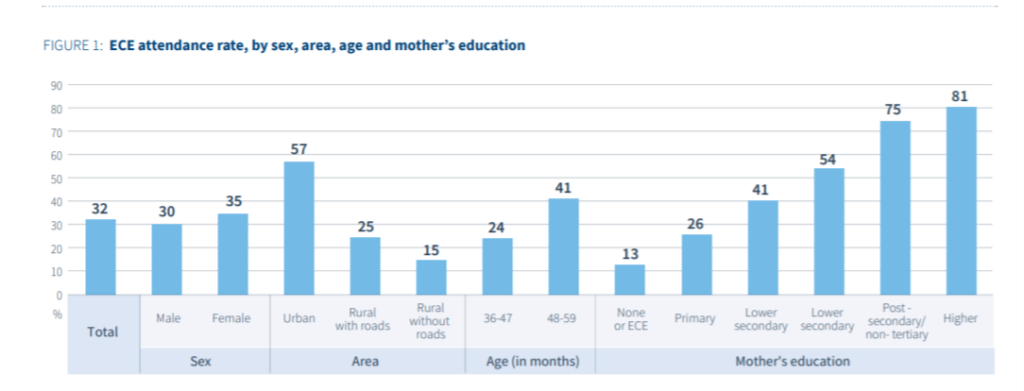 FIGURE 1: ECE attendance rate, by sex, area, age and mother's education
90
80
70
60
50
40
30
20
10
0
%
32
30
35
57
25
15
24
41
13
26
41
54
75
81
Total
Male
Female
Urban
Rural
with roads
Rural
without
roads
36-47
48-59
None
or ECE
Primary
Lower
secondary
Lower
secondary
Post -
secondary/
non- tertiary
Higher
Sex
Area
Age (in months)
Mother's education